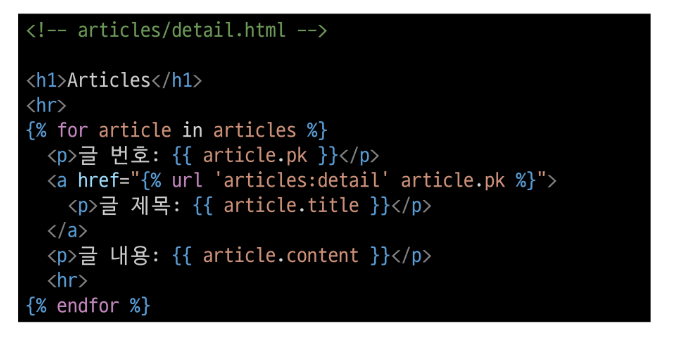 <!-- articles/detail.html -->
<h1>Articles</h1>
<hr>
{% for article in articles %}
<p>글 번호: {{ article.pk }}</p>
<a href="{% url 'articles:detail' article.pk %}">
<p>글 제목: {{ article.title }}</p>
</a>
<p>글 내용: {{ article.content }}</p>
<hr>
{% endfor %}